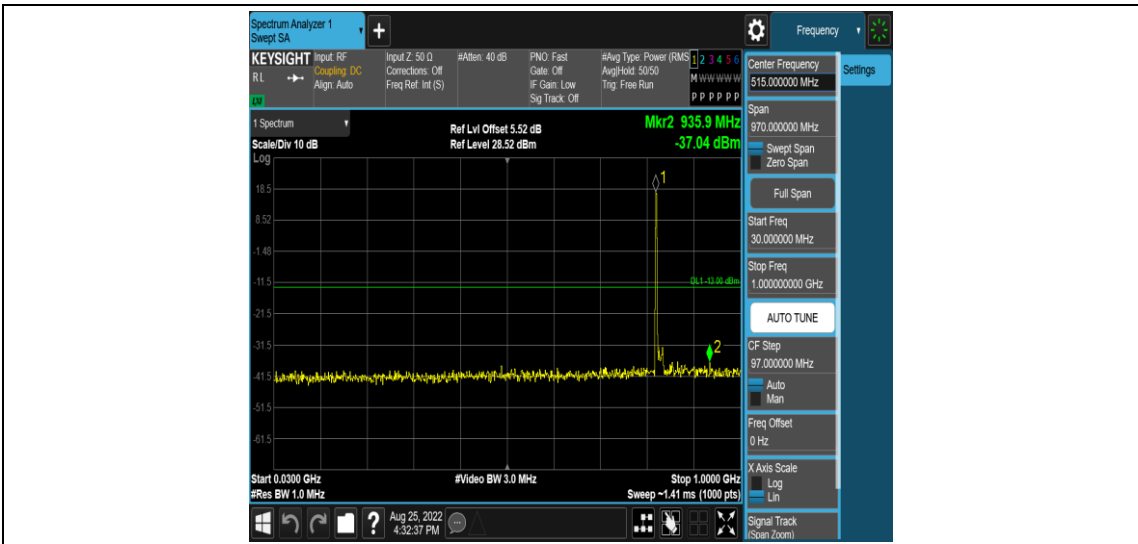 Spectrum Analyzer 1
Swept SA
+
Frequency
KEYSIGHT
RL
LXI
Input: RF
Coupling: DC
Align: Auto
Input Z: 50 Ω
Corrections: Off
Freq Ref: Int (S)
#Atten: 40 dB
PNO: Fast
Gate: Off
IF Gain: Low
Sig Track: Off
#Avg Type: Power (RMS
Avg|Hold: 50/50
Trig: Free Run
1 2 3 4 5 6
M W W W W W
P P P P P P
Center Frequency
515.000000 MHz
Settings
Span
970.000000 MHz
Swept Span
Zero Span
Full Span
Start Freq
30.000000 MHz
Stop Freq
1.000000000 GHz
AUTO TUNE
CF Step
97.000000 MHz
Auto
Man
Freq Offset
0 Hz
X Axis Scale
Log
Lin
Signal Track
(Span Zoom)
1 Spectrum
Scale/Div 10 dB
Log
Ref Lvl Offset 5.52 dB
Ref Level 28.52 dBm
Mkr2 935.9 MHz
-37.04 dBm
1
18.5
8.52
-1.48
-11.5
DL1 -13.00 dBm
-21.5
-31.5
2
-41.5
-51.5
-61.5
Start 0.0300 GHz
#Video BW 3.0 MHz
Stop 1.0000 GHz
#Res BW 1.0 MHz
Sweep ~1.41 ms (1000 pts)
?
Aug 25, 2022
4:32:37 PM